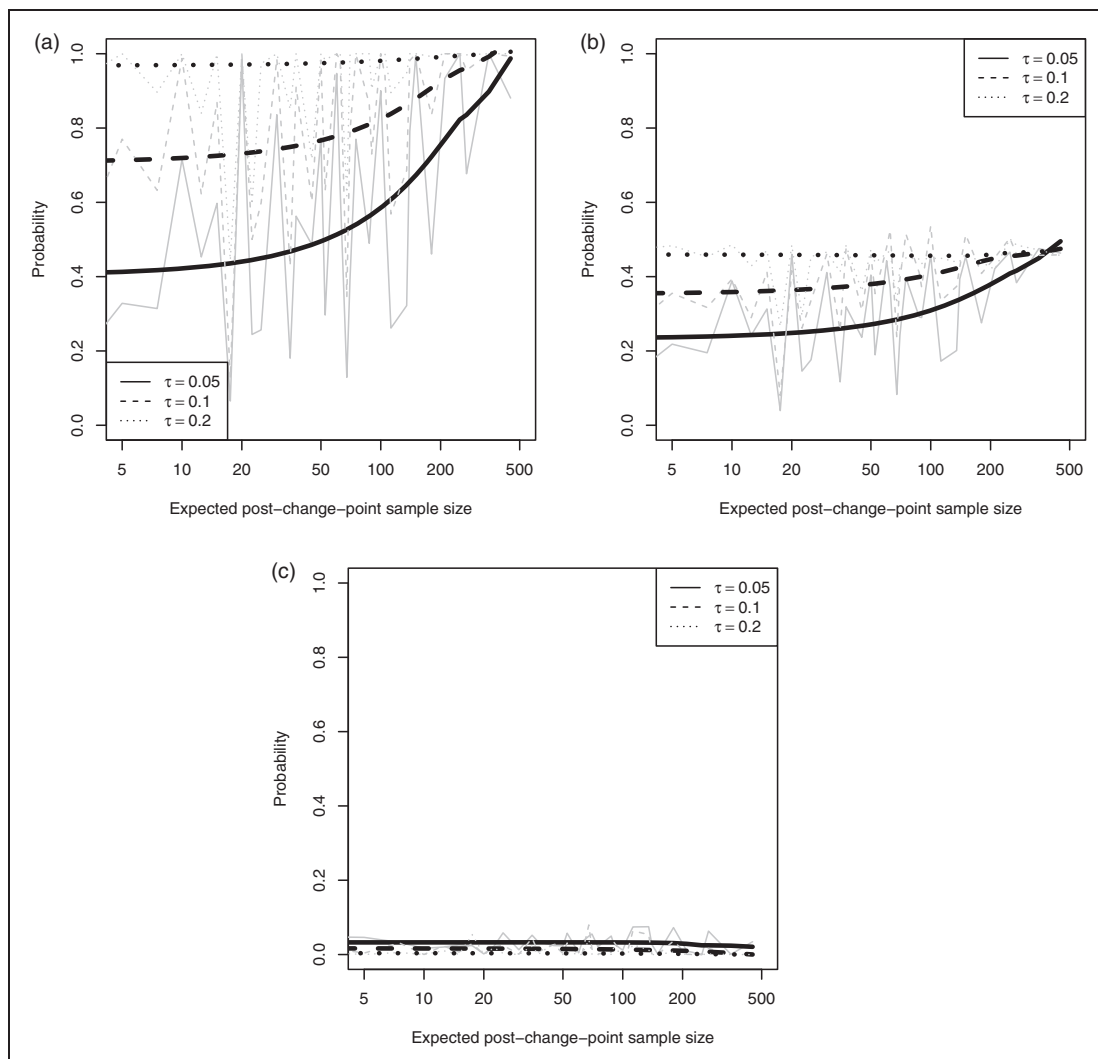 (a)
1.0
0.8
0.6
0.4
0.2
0.0
Probability
τ = 0.05
τ = 0.1
τ = 0.2
5 10 20 50 100 200 500
Expected post−change−point sample size
(b)
1.0
0.8
0.6
0.4
0.2
0.0
Probability
τ = 0.05
τ = 0.1
τ = 0.2
5 10 20 50 100 200 500
Expected post−change−point sample size
(c)
1.0
0.8
0.6
0.4
0.2
0.0
Probability
τ = 0.05
τ = 0.1
τ = 0.2
5 10 20 50 100 200 500
Expected post−change−point sample size